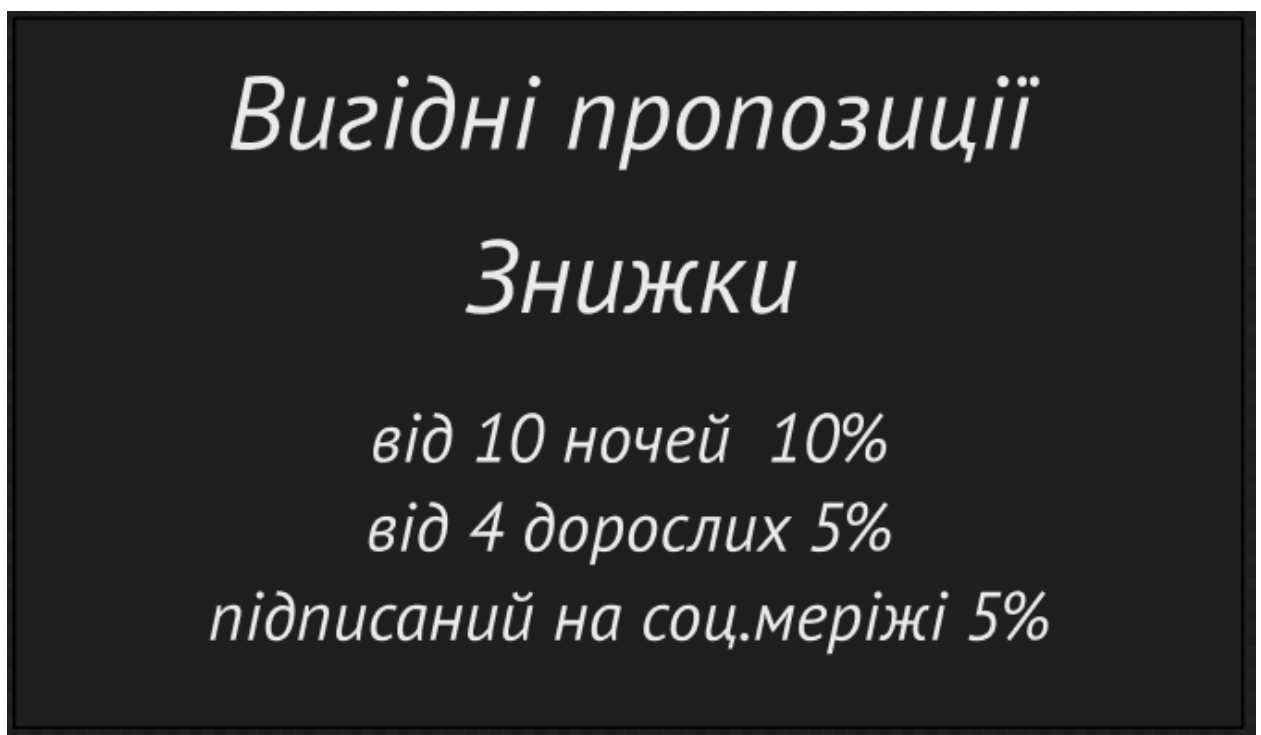 Вигідні пропозиції
Знижки
від 10 ночей 10%
від 4 дорослих 5%
підписаний на соц.меріжі 5%